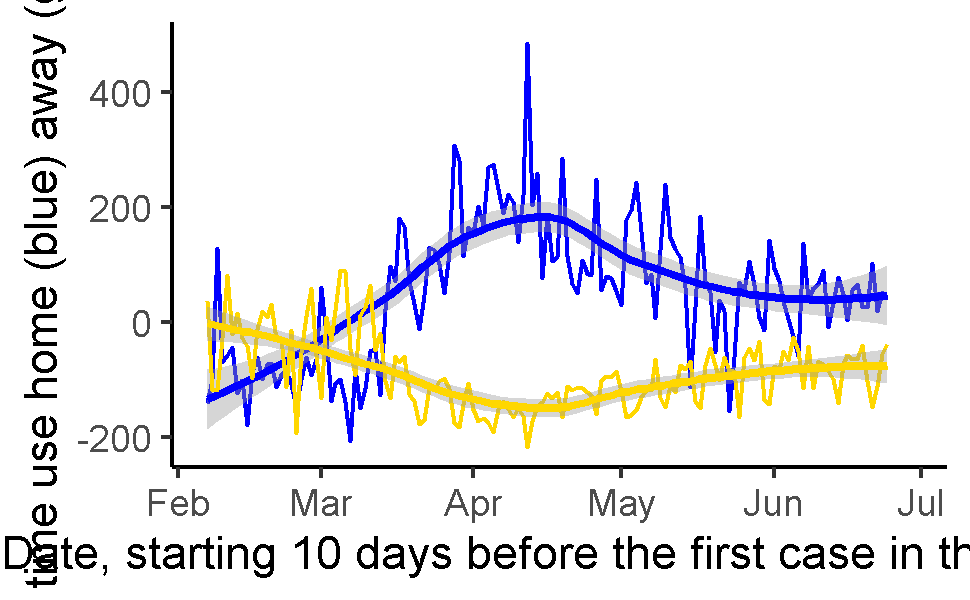 time use home (blue) away (
400
200
0
-200
Feb Mar Apr May Jun Jul
Date, starting 10 days before the first case in th